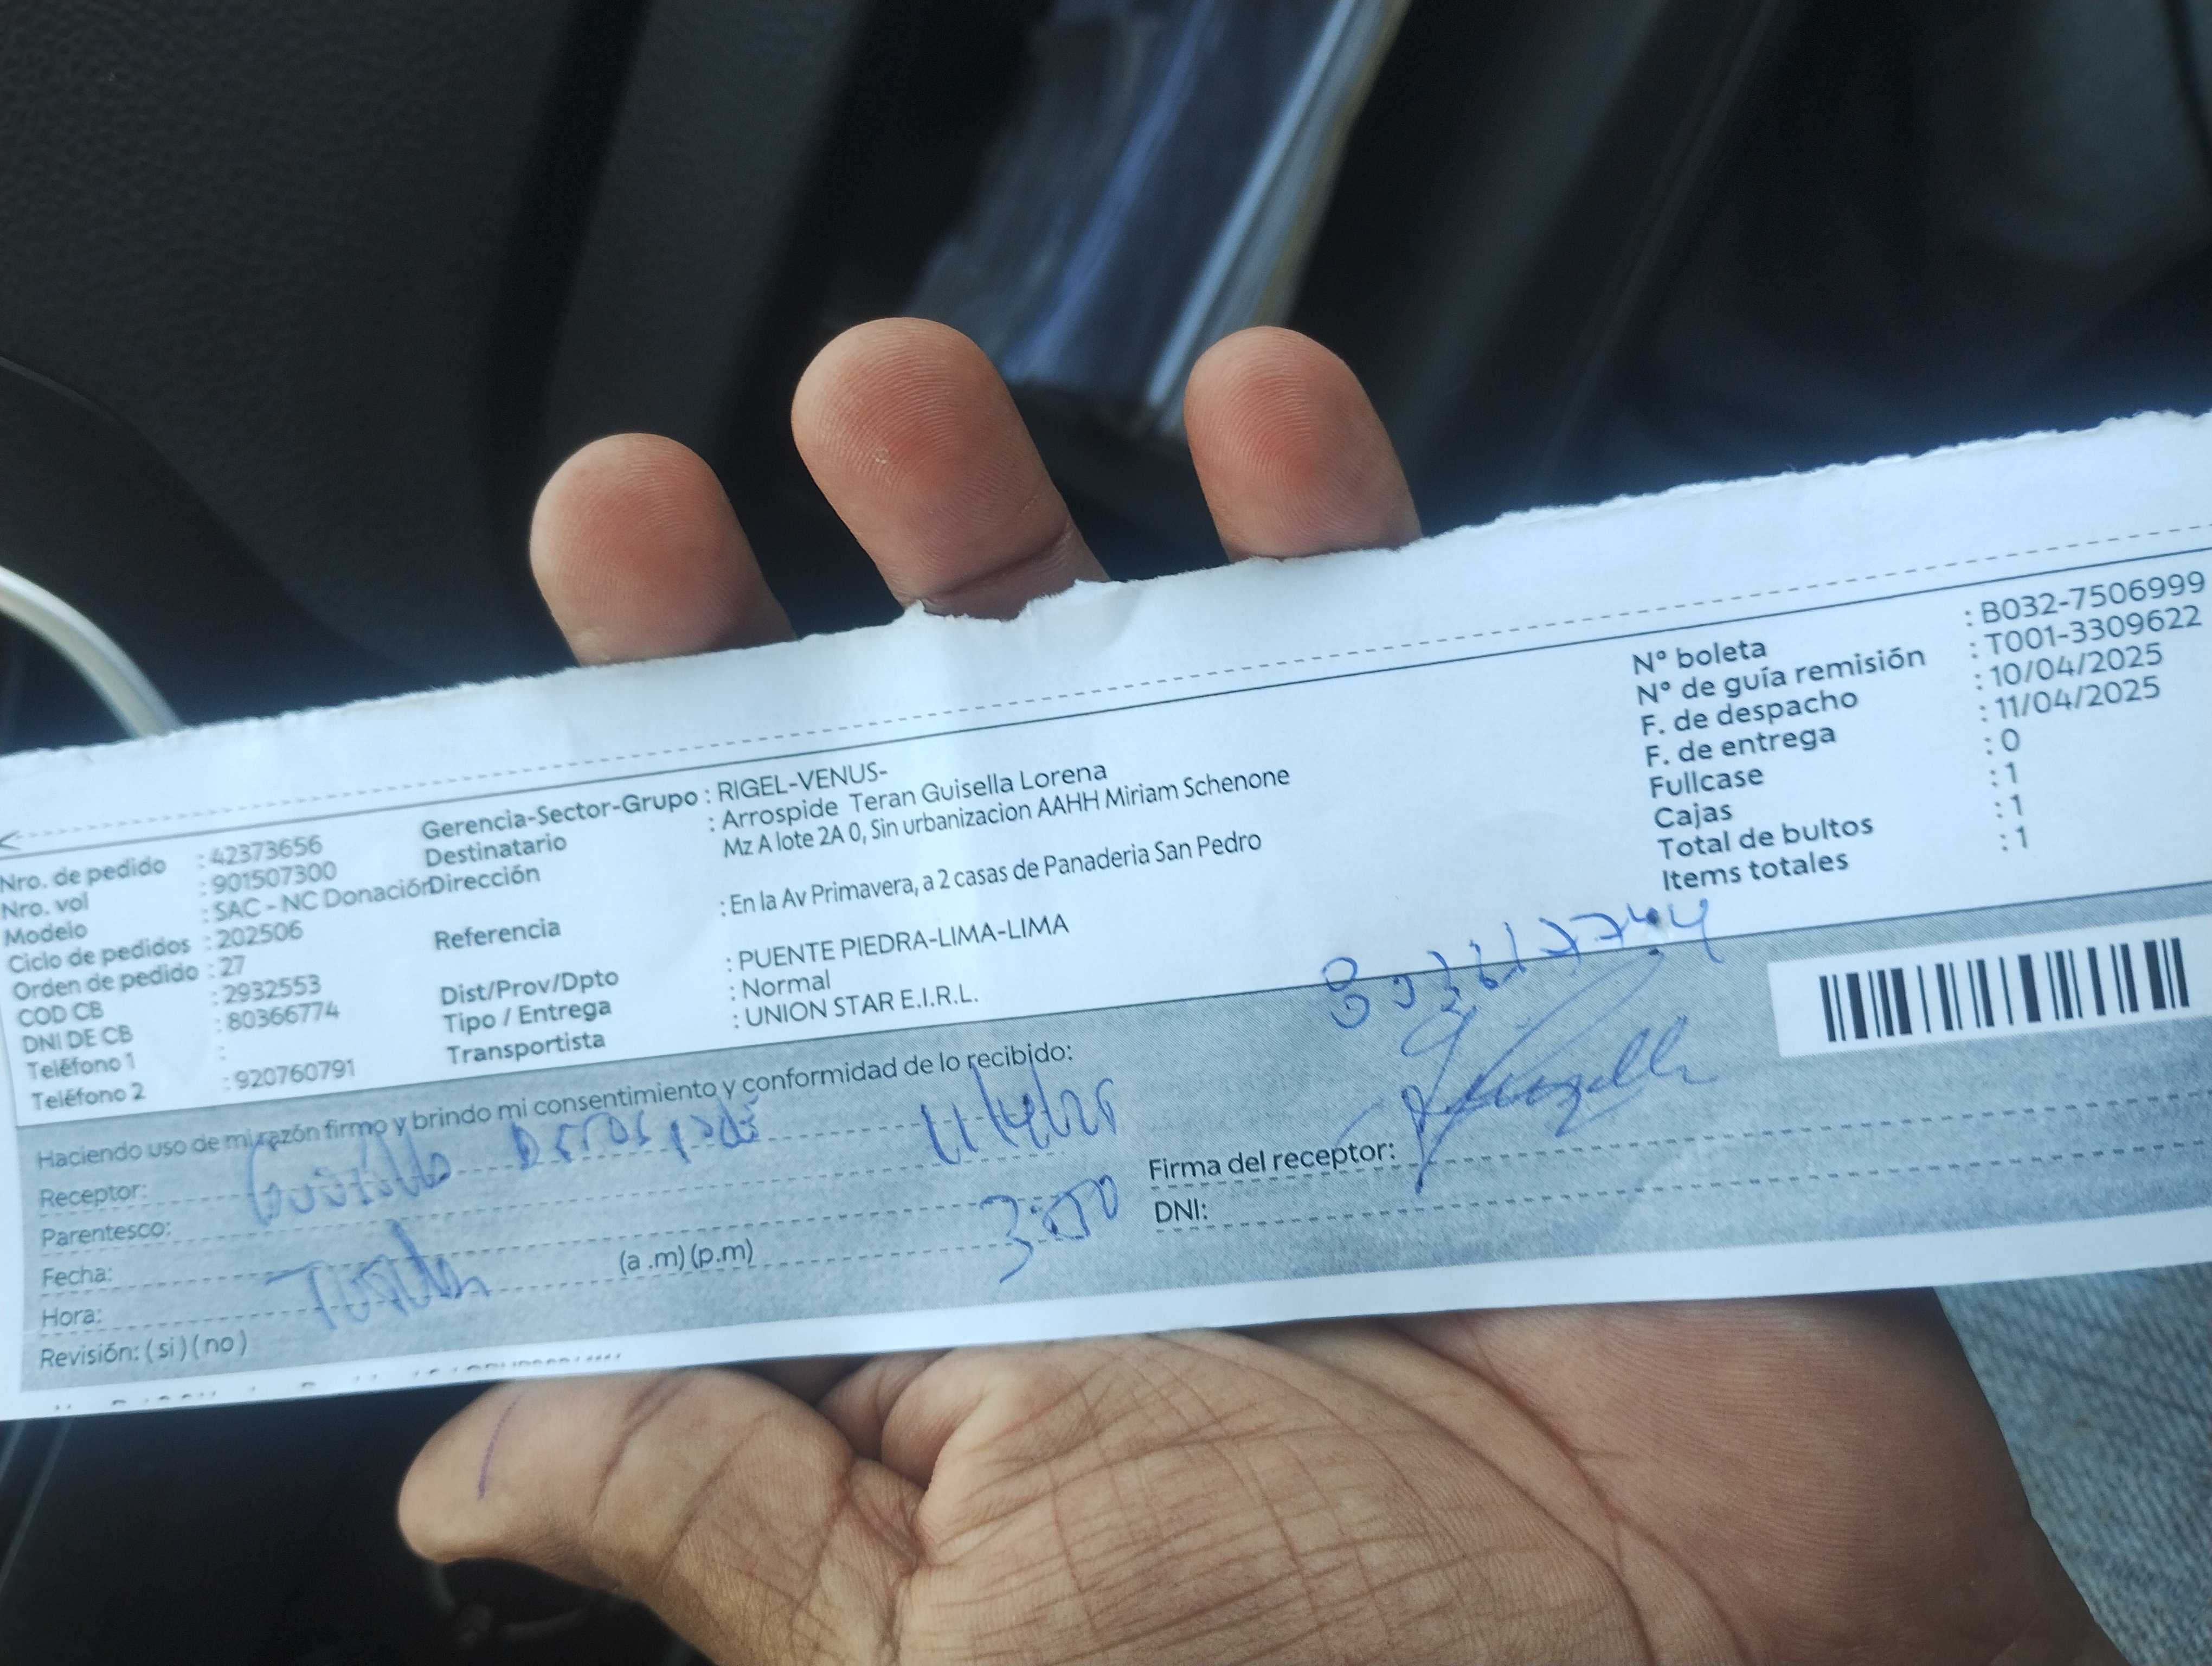 Nro. de pedido : 42373656
Nro. vol : 901507300
Modelo : SAC - NC Donación
Ciclo de pedidos : 202506
Orden de pedido : 27
COD CB : 2932553
DNI DE CB : 80366774
Teléfono 1 :
Teléfono 2 : 920760791
Gerencia-Sector-Grupo : RIGEL-VENUS-
Destinatario : Arrospide Teran Guisella Lorena
Dirección Mz A lote 2A 0, Sin urbanizacion AAHH Miriam Schenone
Referencia : En la Av Primavera, a 2 casas de Panaderia San Pedro
Dist/Prov/Dpto : PUENTE PIEDRA-LIMA-LIMA
Tipo / Entrega : Normal
Transportista : UNION STAR E.I.R.L.
N° boleta : B032-7506999
N° de guía remisión : T001-3309622
F. de despacho : 10/04/2025
F. de entrega : 11/04/2025
Fullcase : 0
Cajas : 1
Total de bultos : 1
Items totales : 1
Haciendo uso de mi razón firmo y brindo mi consentimiento y conformidad de lo recibido:
Receptor:
Parentesco: 11/4/25
Fecha: Titular
Hora: (a .m) (p.m) 3:00
Revisión: ( si ) ( no )
Firma del receptor:
DNI: